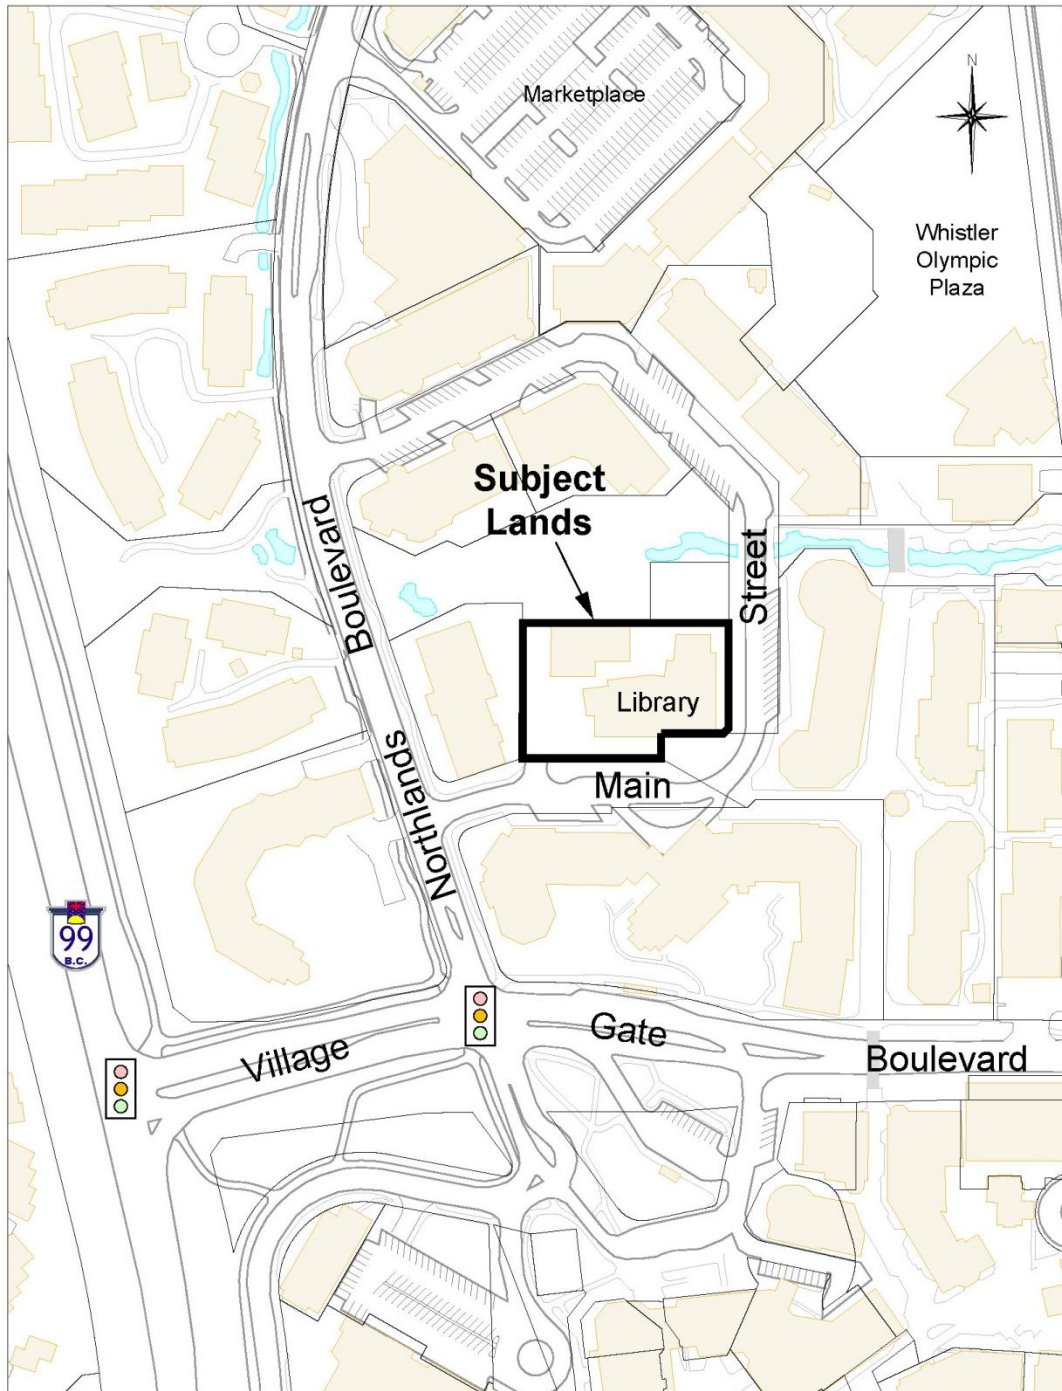 Marketplace
N
Whistler
Olympic
Plaza
Subject
Lands
Boulevard
Street
Library
Northlands
Main
99
B.C.
Village
Gate
Boulevard